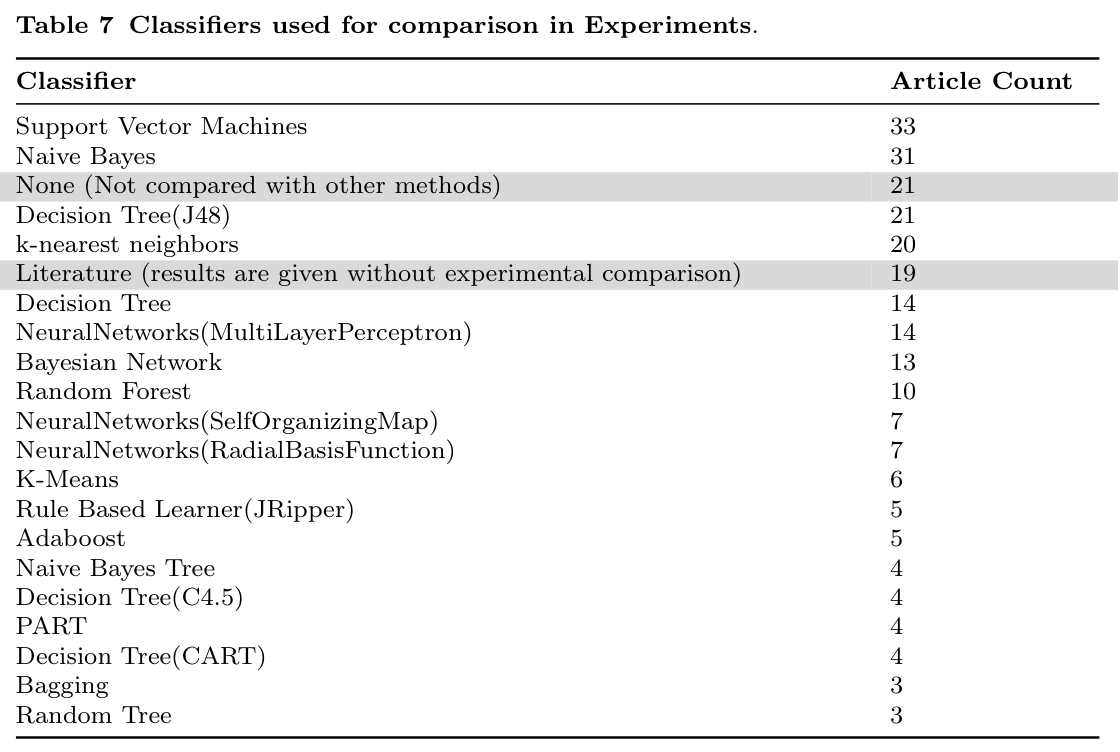 Table 7 Classifiers used for comparison in Experiments.
Classifier Article Count
Support Vector Machines 33
Naive Bayes 31
None (Not compared with other methods) 21
Decision Tree(J48) 21
k-nearest neighbors 20
Literature (results are given without experimental comparison) 19
Decision Tree 14
NeuralNetworks(MultiLayerPerceptron) 14
Bayesian Network 13
Random Forest 10
NeuralNetworks(SelfOrganizingMap) 7
NeuralNetworks(RadialBasisFunction) 7
K-Means 6
Rule Based Learner(JRipper) 5
Adaboost 5
Naive Bayes Tree 4
Decision Tree(C4.5) 4
PART 4
Decision Tree(CART) 4
Bagging 3
Random Tree 3